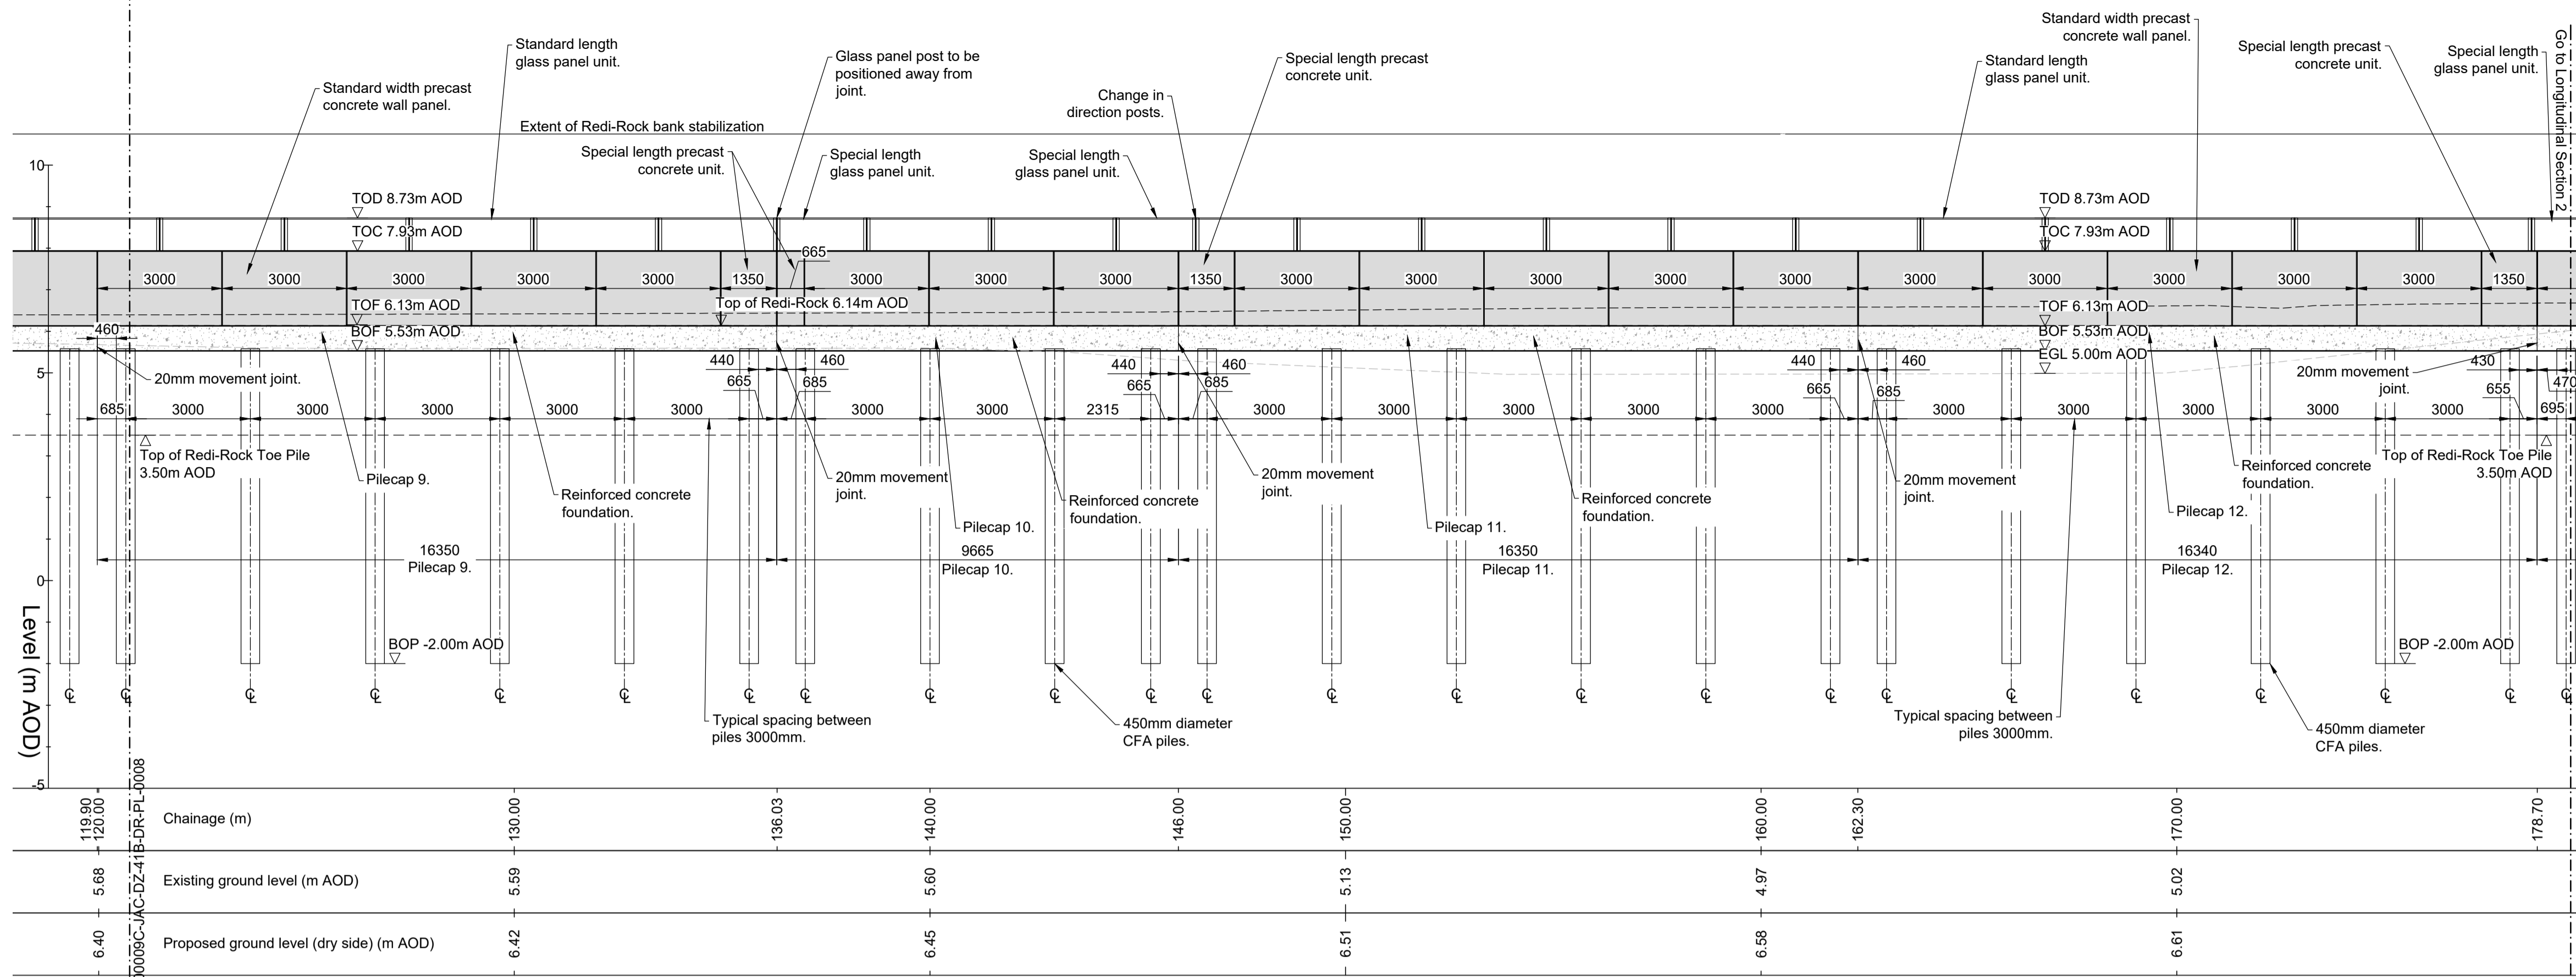 Standard length
glass panel unit.
Standard width precast
concrete wall panel.
Glass panel post to be
positioned away from
joint.
Special length precast
concrete unit.
Change in
direction posts.
Standard width precast
concrete wall panel.
Special length precast
concrete unit.
Special length
glass panel unit.
Standard length
glass panel unit.
Go to Longitudinal Section 2
Extent of Redi-Rock bank stabilization
Special length precast
concrete unit.
Special length
glass panel unit.
Special length
glass panel unit.
10
TOD 8.73m AOD
TOD 8.73m AOD
TOC 7.93m AOD
TOC 7.93m AOD
665
3000
3000
3000
3000
3000
1350
3000
3000
3000
1350
3000
3000
3000
3000
3000
3000
3000
3000
3000
3000
1350
TOF 6.13m AOD
Top of Redi-Rock 6.14m AOD
TOF 6.13m AOD
460
BOF 5.53m AOD
BOF 5.53m AOD
EGL 5.00m AOD
440
460
440
460
440
460
430
470
5
20mm movement joint.
20mm movement
joint.
665
685
665
685
665
685
655
695
685
3000
3000
3000
3000
3000
3000
3000
2315
3000
3000
3000
3000
3000
3000
3000
3000
3000
3000
Top of Redi-Rock Toe Pile
3.50m AOD
Top of Redi-Rock Toe Pile
3.50m AOD
Pilecap 9.
Reinforced concrete
foundation.
20mm movement
joint.
Pilecap 10.
Reinforced concrete
foundation.
20mm movement
joint.
Pilecap 11.
Reinforced concrete
foundation.
20mm movement
joint.
Pilecap 12.
Reinforced concrete
foundation.
16350
Pilecap 9.
9665
Pilecap 10.
16350
Pilecap 11.
16340
Pilecap 12.
0
Level (m AOD)
BOP -2.00m AOD
BOP -2.00m AOD
Typical spacing between
piles 3000mm.
450mm diameter
CFA piles.
Typical spacing between
piles 3000mm.
450mm diameter
CFA piles.
-5
00009C-JAC-DZ-41B-DR-PL-0008
Chainage (m)
119.90
120.00
130.00
136.03
140.00
146.00
150.00
160.00
162.30
170.00
178.70
Existing ground level (m AOD)
5.68
5.59
5.60
5.13
4.97
5.02
Proposed ground level (dry side) (m AOD)
6.40
6.42
6.45
6.51
6.58
6.61